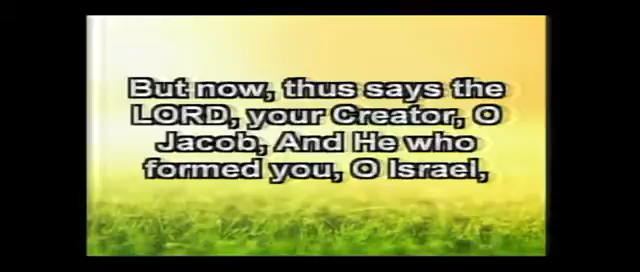 But now, thus says the
LORD, your Creator, O
Jacob, And He who
formed you, O Israel,